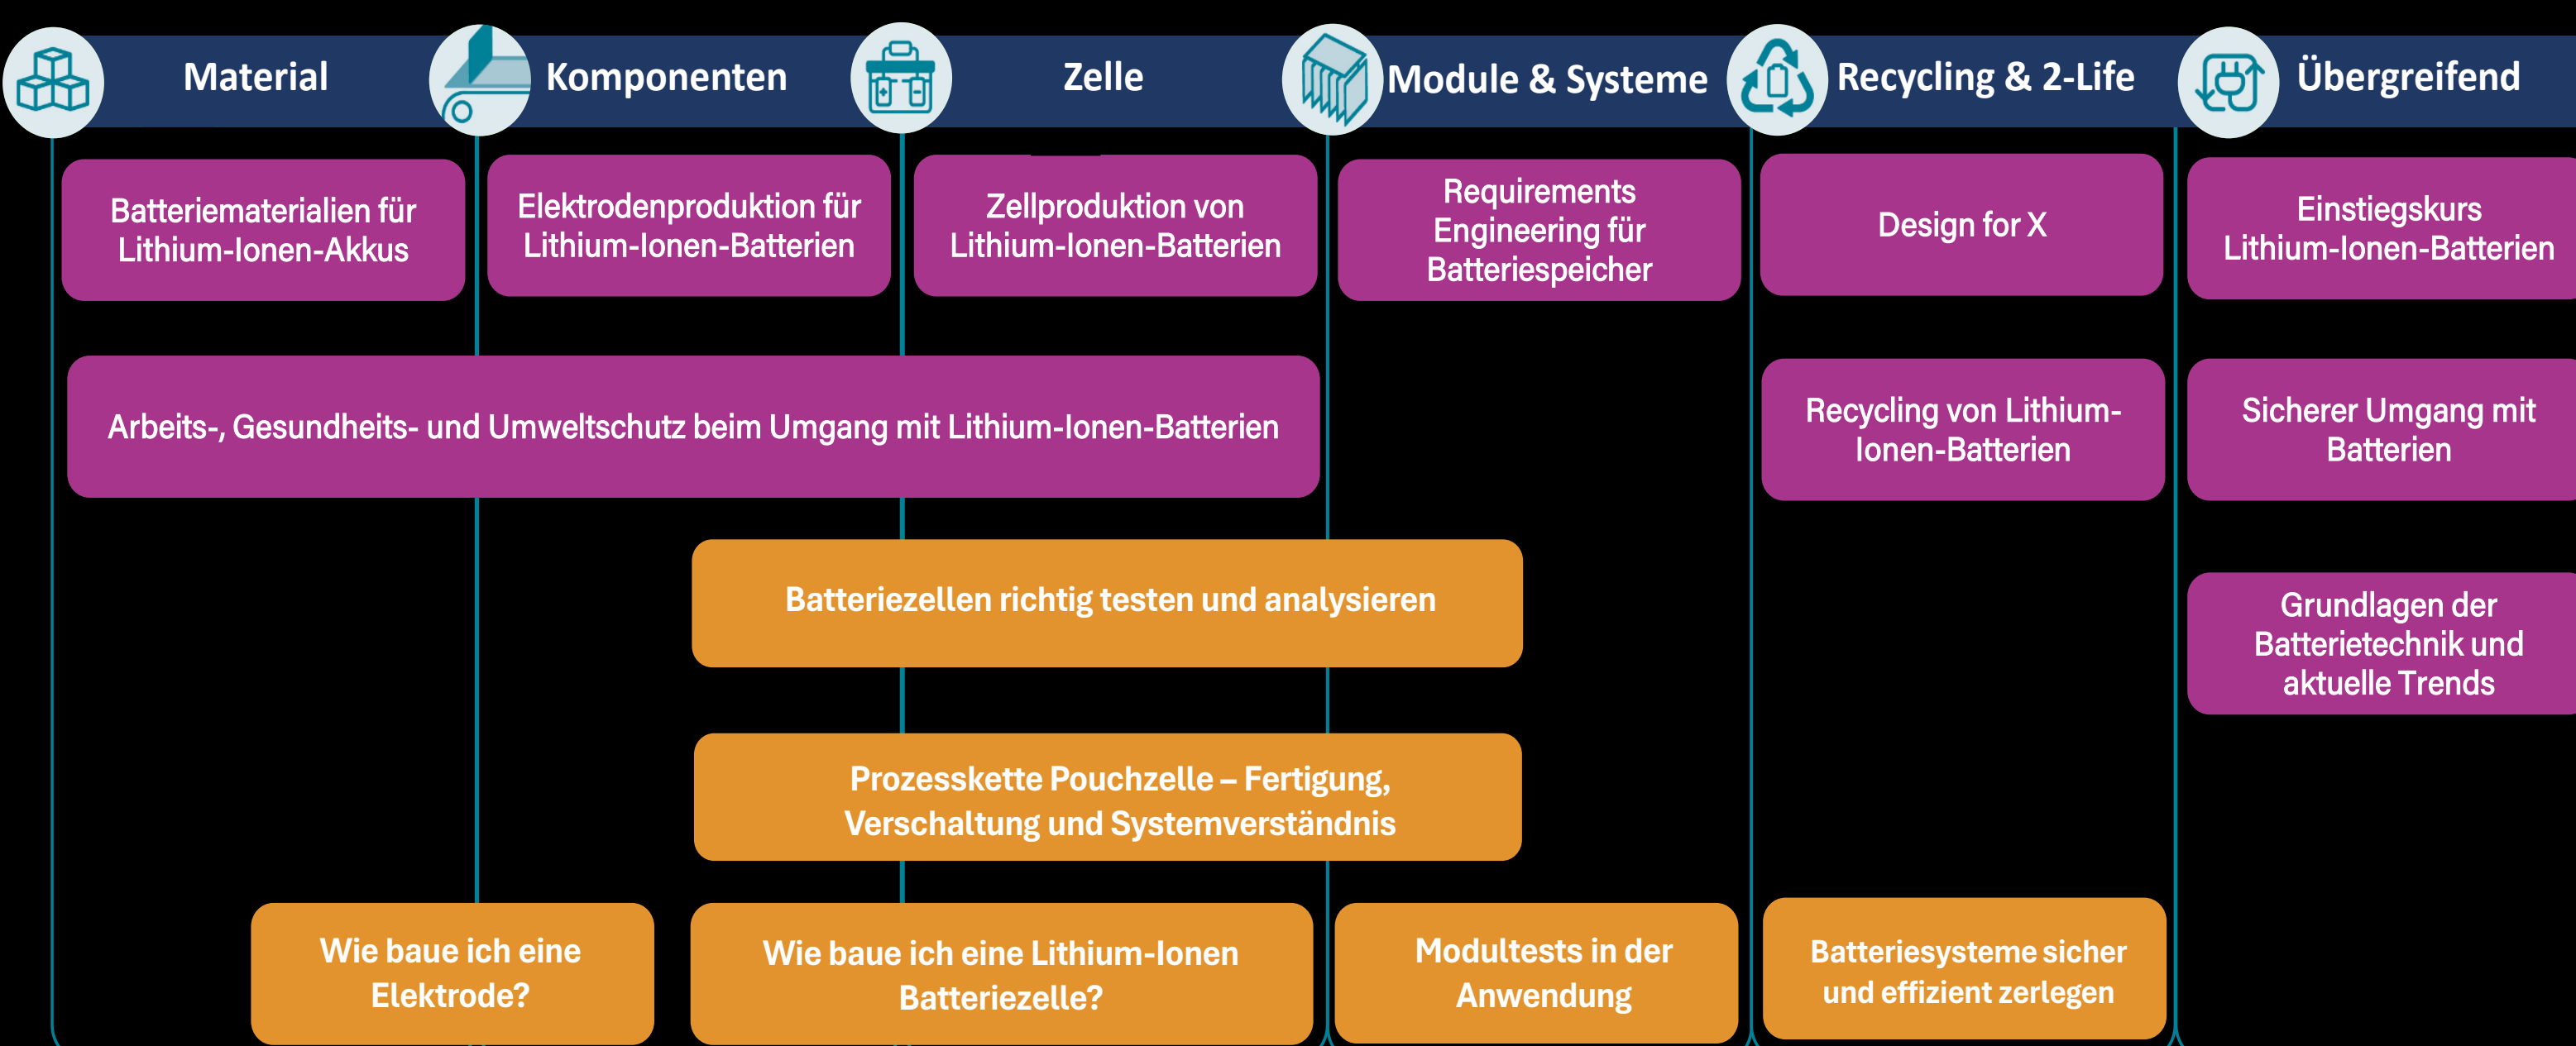 Material
Komponenten
Zelle
Module & Systeme
Recycling & 2-Life
Übergreifend
Batteriematerialien für
Lithium-Ionen-Akkus
Elektrodenproduktion für
Lithium-Ionen-Batterien
Zellproduktion von
Lithium-Ionen-Batterien
Requirements
Engineering für
Batteriespeicher
Design for X
Einstiegskurs
Lithium-Ionen-Batterien
Arbeits-, Gesundheits- und Umweltschutz beim Umgang mit Lithium-Ionen-Batterien
Recycling von Lithium-
Ionen-Batterien
Sicherer Umgang mit
Batterien
Batteriezellen richtig testen und analysieren
Grundlagen der
Batterietechnik und
aktuelle Trends
Prozesskette Pouchzelle – Fertigung,
Verschaltung und Systemverständnis
Wie baue ich eine
Elektrode?
Wie baue ich eine Lithium-Ionen
Batteriezelle?
Modultests in der
Anwendung
Batteriesysteme sicher
und effizient zerlegen